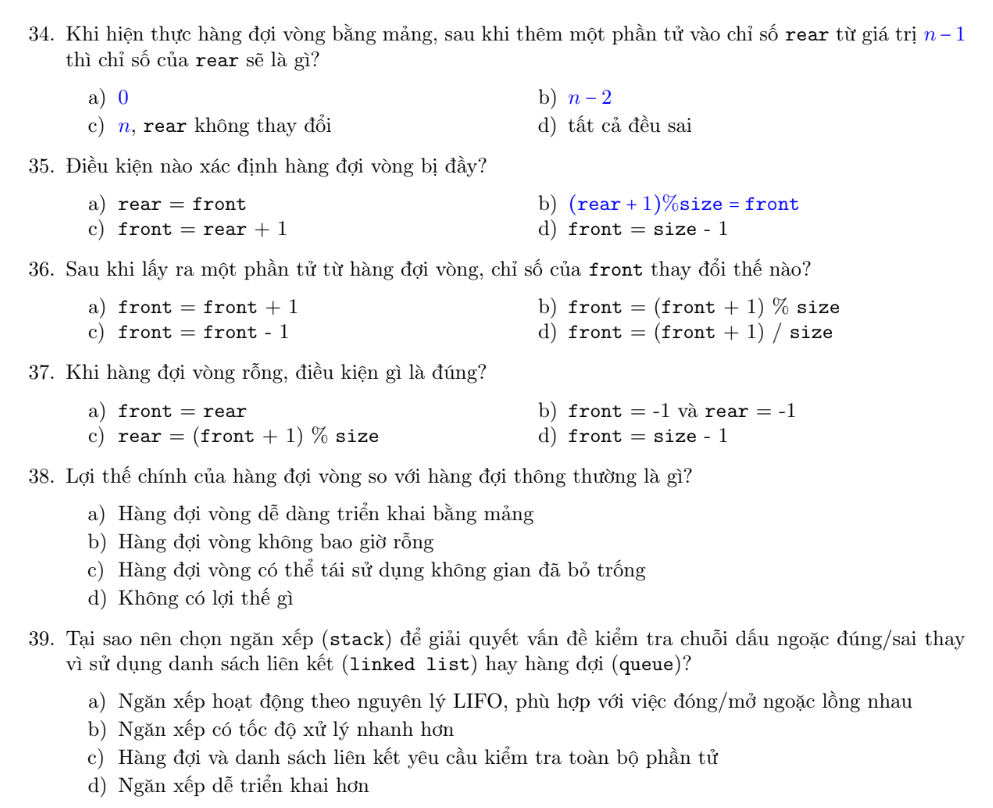 34. Khi hiện thực hàng đợi vòng bằng mảng, sau khi thêm một phần tử vào chỉ số rear từ giá trị n − 1
thì chỉ số của rear sẽ là gì?
a) 0
b) n − 2
c) n, rear không thay đổi
d) tất cả đều sai
35. Điều kiện nào xác định hàng đợi vòng bị đầy?
a) rear = front
b) (rear + 1)%size = front
c) front = rear + 1
d) front = size - 1
36. Sau khi lấy ra một phần tử từ hàng đợi vòng, chỉ số của front thay đổi thế nào?
a) front = front + 1
b) front = (front + 1) % size
c) front = front - 1
d) front = (front + 1) / size
37. Khi hàng đợi vòng rỗng, điều kiện gì là đúng?
a) front = rear
b) front = -1 và rear = -1
c) rear = (front + 1) % size
d) front = size - 1
38. Lợi thế chính của hàng đợi vòng so với hàng đợi thông thường là gì?
a) Hàng đợi vòng dễ dàng triển khai bằng mảng
b) Hàng đợi vòng không bao giờ rỗng
c) Hàng đợi vòng có thể tái sử dụng không gian đã bỏ trống
d) Không có lợi thế gì
39. Tại sao nên chọn ngăn xếp (stack) để giải quyết vấn đề kiểm tra chuỗi dấu ngoặc đúng/sai thay
vì sử dụng danh sách liên kết (linked list) hay hàng đợi (queue)?
a) Ngăn xếp hoạt động theo nguyên lý LIFO, phù hợp với việc đóng/mở ngoặc lồng nhau
b) Ngăn xếp có tốc độ xử lý nhanh hơn
c) Hàng đợi và danh sách liên kết yêu cầu kiểm tra toàn bộ phần tử
d) Ngăn xếp dễ triển khai hơn